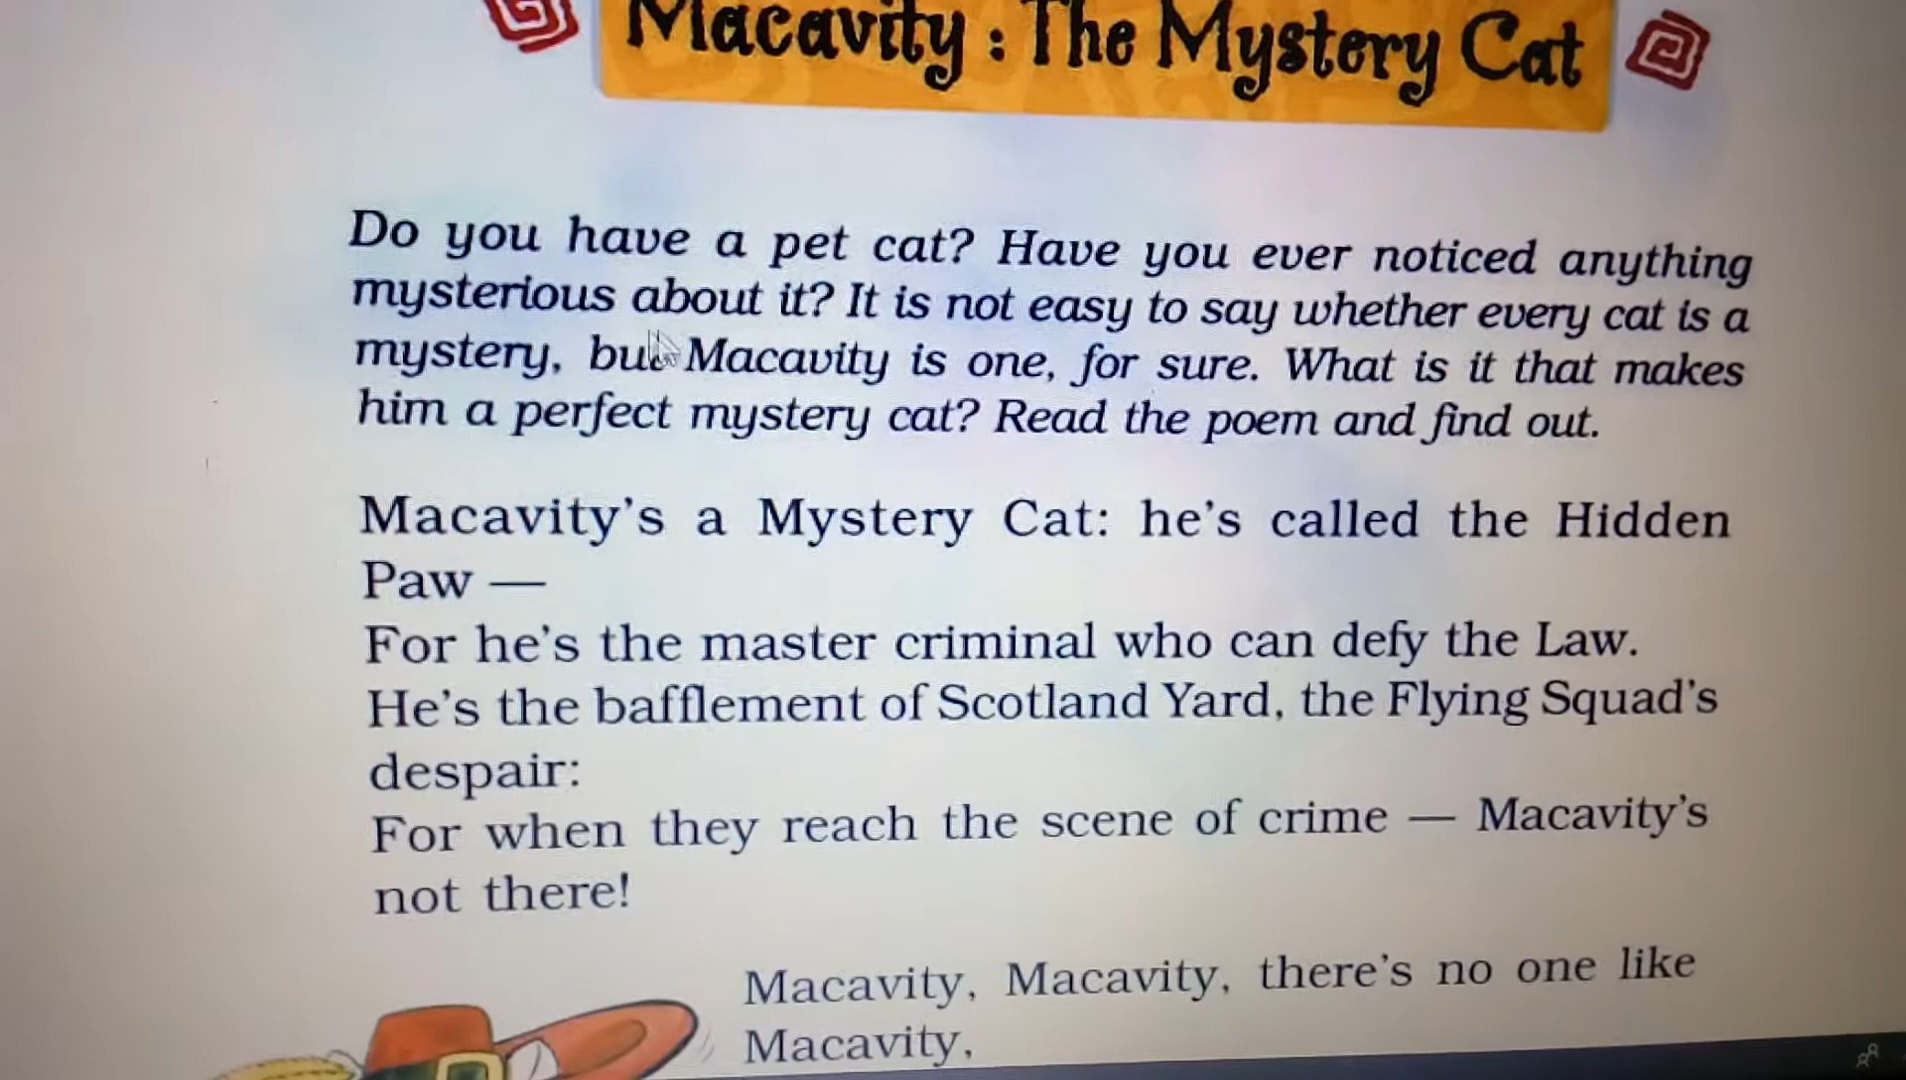 Macavity : The Mystery Cat
Do you have a pet cat? Have you ever noticed anything
mysterious about it? It is not easy to say whether every cat is a
mystery, but Macavity is one, for sure. What is it that makes
him a perfect mystery cat? Read the poem and find out.
Macavity's a Mystery Cat: he's called the Hidden
Paw —
For he's the master criminal who can defy the Law.
He's the bafflement of Scotland Yard, the Flying Squad's
despair:
For when they reach the scene of crime — Macavity's
not there!
Macavity, Macavity, there's no one like
Macavity,